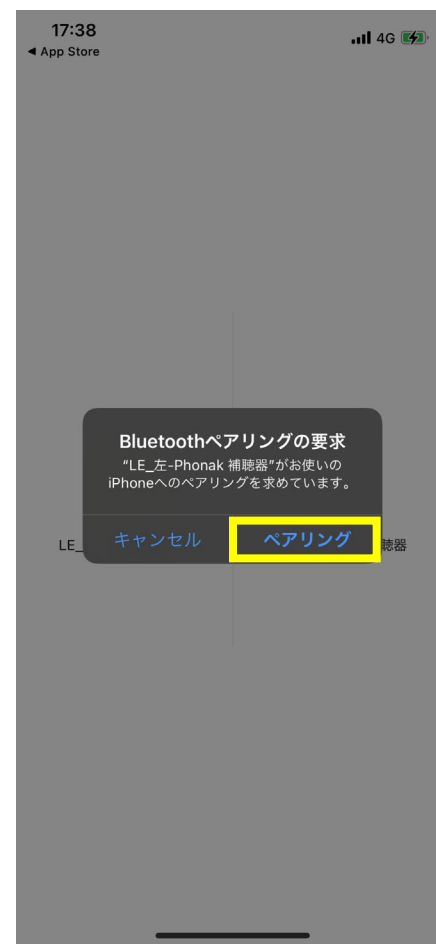 17:38
◀ App Store
4G
Bluetoothペアリングの要求
"LE_左-Phonak 補聴器"がお使いの
iPhoneへのペアリングを求めています。
キャンセル ペアリング
LE_ 聴器